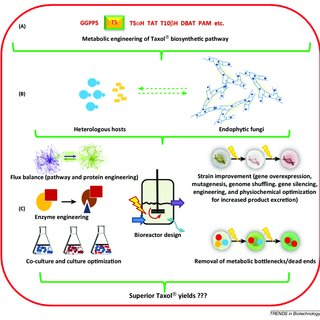 (A)
GGPPS TS T5αH TAT T10βH DBAT PAM etc.
Metabolic engineering of Taxol® biosynthetic pathway
(B)
Heterologous hosts
Endophytic fungi
Flux balance (pathway and protein engineering)
Strain improvement (gene overexpression,
mutagenesis, genome shuffling, gene silencing,
engineering, and physiochemical optimization
for increased product excretion)
(C)
Enzyme engineering
Bioreactor design
Co-culture and culture optimization
Removal of metabolic bottlenecks/dead ends
Superior Taxol® yields ???
TRENDS in Biotechnology